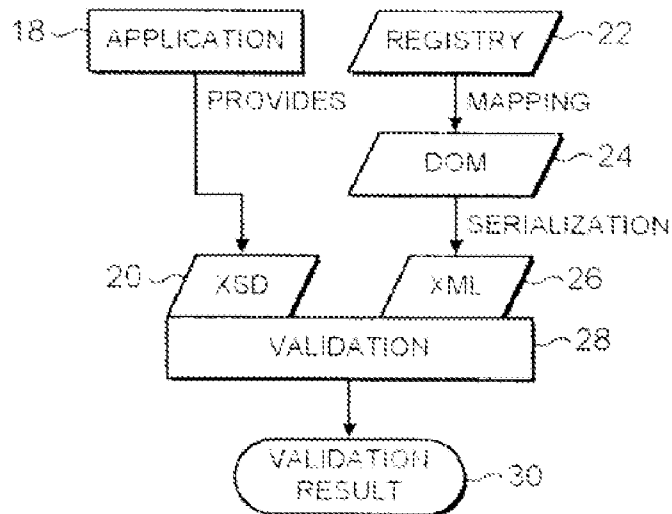 18 APPLICATION
REGISTRY 22
PROVIDES
MAPPING
DOM 24
SERIALIZATION
20 XSD
XML 26
VALIDATION 28
VALIDATION
RESULT 30